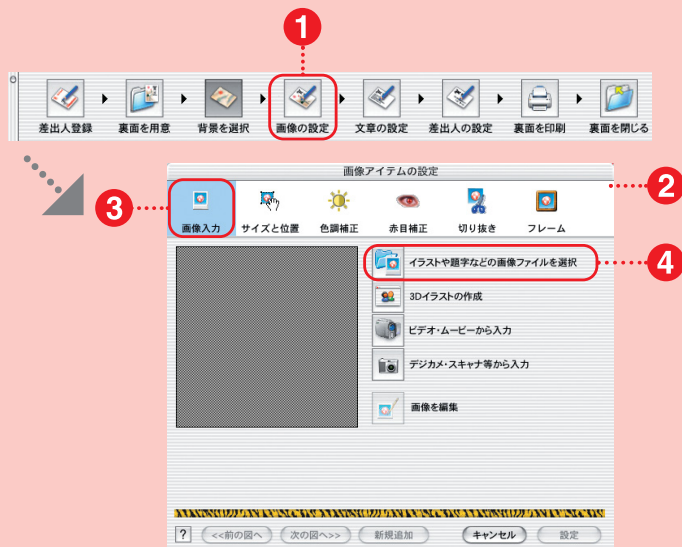 1
差出人登録 裏面を用意 背景を選択 画像の設定 文章の設定 差出人の設定 裏面を印刷 裏面を閉じる
画像アイテムの設定
2
3
画像入力 サイズと位置 色調補正 赤目補正 切り抜き フレーム
イラストや題字などの画像ファイルを選択
4
3Dイラストの作成
ビデオ・ムービーから入力
デジカメ・スキャナ等から入力
画像を編集
? <<前の図へ 次の図へ>> 新規追加 キャンセル 設定